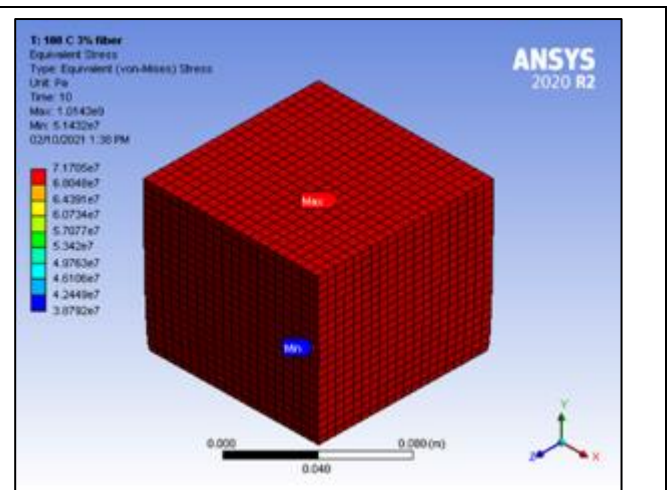 T: 100 C 3% fiber
Equivalent Stress
Type: Equivalent (von-Mises) Stress
Unit: Pa
Time: 10
Max: 1.0143e9
Min: 5.1432e7
02/10/2021 1:38 PM
ANSYS
2020 R2
7.1705e7
6.8048e7
6.4391e7
6.0734e7
5.7077e7
5.342e7
4.9763e7
4.6106e7
4.2449e7
3.8792e7
Max
Min
0.000
0.080 (m)
0.040
Y
Z
X